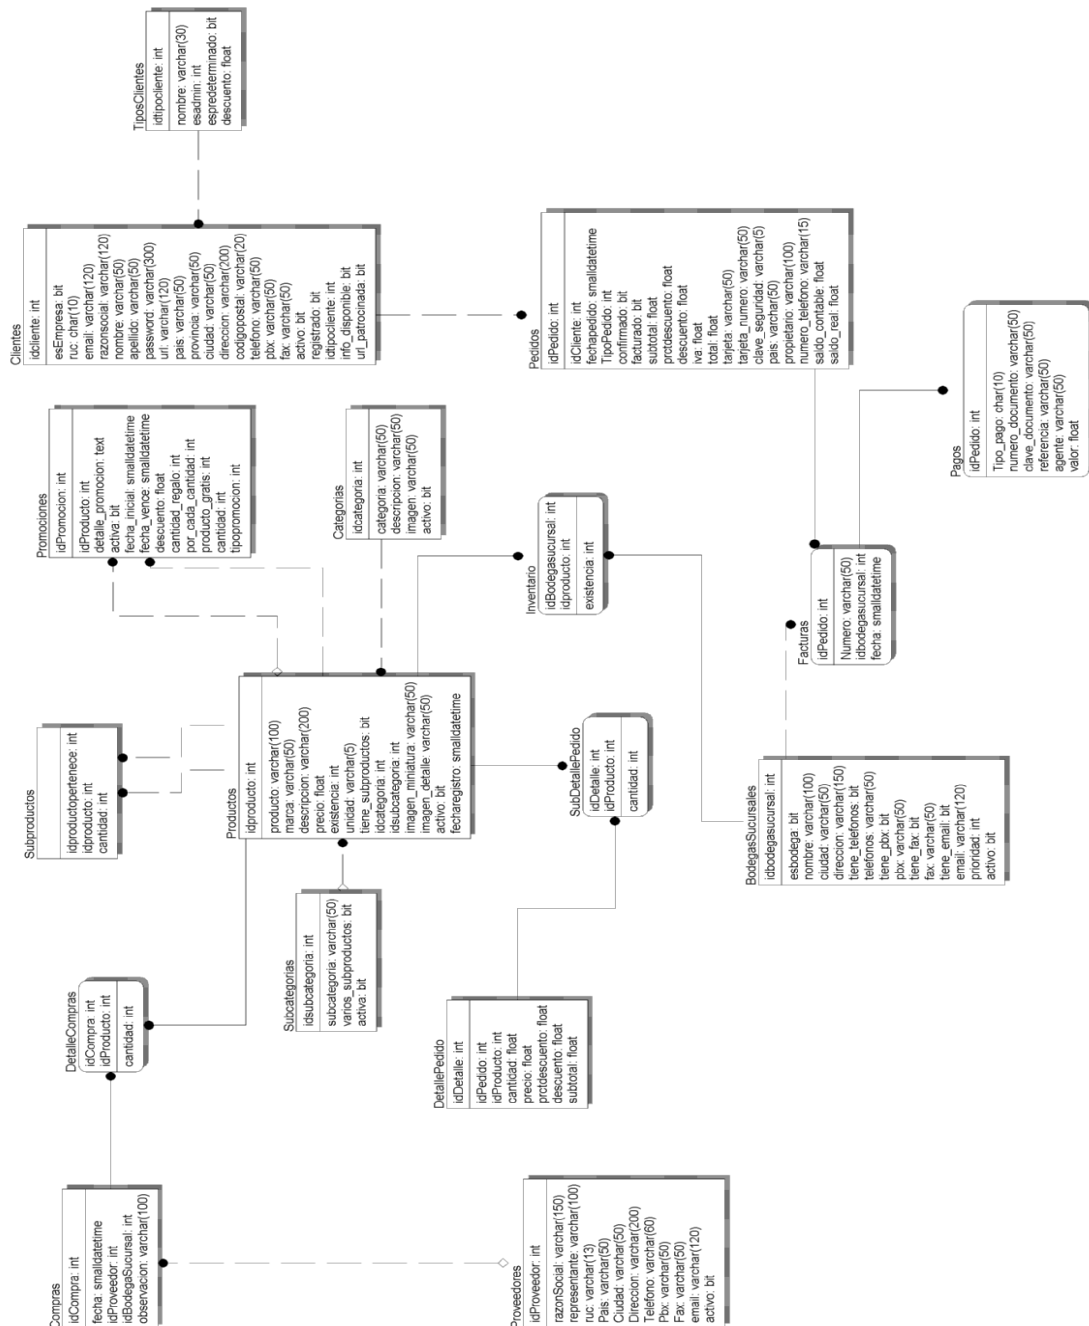 Compras
idCompra: int
fecha: smalldatetime
idProveedor: int
idBodegaSucursal: int
observacion: varchar(100)
DetalleCompras
idCompra: int
idProducto: int
cantidad: int
Subproductos
idproductopertenece: int
idproducto: int
cantidad: int
Promociones
idPromocion: int
idProducto: int
detalle_promocion: text
activa: bit
fecha_inicial: smalldatetime
fecha_vence: smalldatetime
descuento: float
cantidad_regalo: int
por_cada_cantidad: int
producto_gratis: int
cantidad: int
tipopromocion: int
Clientes
idcliente: int
esEmpresa: bit
ruc: char(10)
email: varchar(120)
razonsocial: varchar(120)
nombre: varchar(50)
apellido: varchar(50)
password: varchar(300)
url: varchar(120)
pais: varchar(50)
provincia: varchar(50)
ciudad: varchar(50)
direccion: varchar(200)
codigopostal: varchar(20)
telefono: varchar(50)
pbx: varchar(50)
fax: varchar(50)
activo: bit
registrado: bit
idtipocliente: int
info_disponible: bit
url_patrocinada: bit
TiposClientes
idtipocliente: int
nombre: varchar(30)
esadmin: int
espredeterminado: bit
descuento: float
Subcategorias
idsubcategoria: int
subcategoria: varchar(50)
varios_subproductos: bit
activa: bit
Productos
idproducto: int
producto: varchar(100)
marca: varchar(50)
descripcion: varchar(200)
precio: float
existencia: int
unidad: varchar(5)
tiene_subproductos: bit
idcategoria: int
idsubcategoria: int
imagen_miniatura: varchar(50)
imagen_detalle: varchar(50)
activo: bit
fecharegistro: smalldatetime
Categorias
idcategoria: int
categoria: varchar(50)
descripcion: varchar(50)
imagen: varchar(50)
activo: bit
Proveedores
idProveedor: int
razonSocial: varchar(150)
representante: varchar(100)
ruc: varchar(13)
Pais: varchar(50)
Ciudad: varchar(50)
Direccion: varchar(200)
Telefono: varchar(60)
Pbx: varchar(50)
Fax: varchar(50)
email: varchar(120)
activo: bit
DetallePedido
idDetalle: int
idPedido: int
idProducto: int
cantidad: float
precio: float
prctdescuento: float
descuento: float
subtotal: float
SubDetallePedido
idDetalle: int
idProducto: int
cantidad: int
Inventario
idBodegasucursal: int
idproducto: int
existencia: int
Pedidos
idPedido: int
idCliente: int
fechapedido: smalldatetime
TipoPedido: int
confirmado: bit
facturado: bit
subtotal: float
protdescuento: float
descuento: float
iva: float
total: float
tarjeta: varchar(50)
tarjeta_numero: varchar(50)
clave_seguridad: varchar(5)
pais: varchar(50)
propietario: varchar(100)
numero_telefono: varchar(15)
saldo_contable: float
saldo_real: float
BodegasSucursales
idbodegasucursal: int
esbodega: bit
nombre: varchar(100)
ciudad: varchar(50)
direccion: varchar(150)
tiene_telefonos: bit
telefonos: varchar(50)
tiene_pbx: bit
pbx: varchar(50)
tiene_fax: bit
fax: varchar(50)
tiene_email: bit
email: varchar(120)
prioridad: int
activo: bit
Facturas
idPedido: int
Numero: varchar(50)
idbodegasucursal: int
fecha: smalldatetime
Pagos
idPedido: int
Tipo_pago: char(10)
numero_documento: varchar(50)
clave_documento: varchar(50)
referencia: varchar(50)
agente: varchar(50)
valor: float